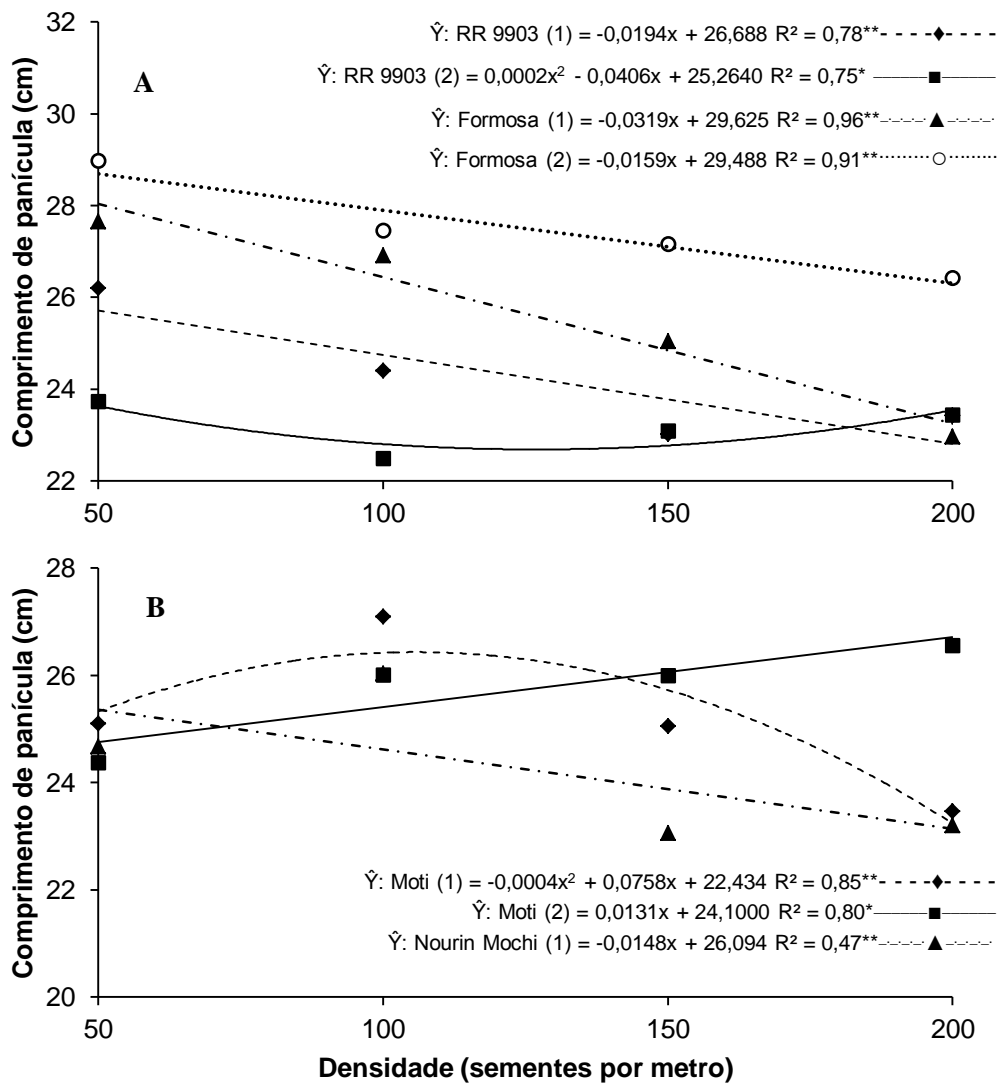 32
30
28
26
24
22
Comprimento de panícula (cm)
A
Ŷ: RR 9903 (1) = -0,0194x + 26,688 R² = 0,78**
Ŷ: RR 9903 (2) = 0,0002x² - 0,0406x + 25,2640 R² = 0,75*
Ŷ: Formosa (1) = -0,0319x + 29,625 R² = 0,96**
Ŷ: Formosa (2) = -0,0159x + 29,488 R² = 0,91**
50 100 150 200
28
26
24
22
20
Comprimento de panícula (cm)
B
Ŷ: Moti (1) = -0,0004x² + 0,0758x + 22,434 R² = 0,85**
Ŷ: Moti (2) = 0,0131x + 24,1000 R² = 0,80*
Ŷ: Nourin Mochi (1) = -0,0148x + 26,094 R² = 0,47**
50 100 150 200
Densidade (sementes por metro)